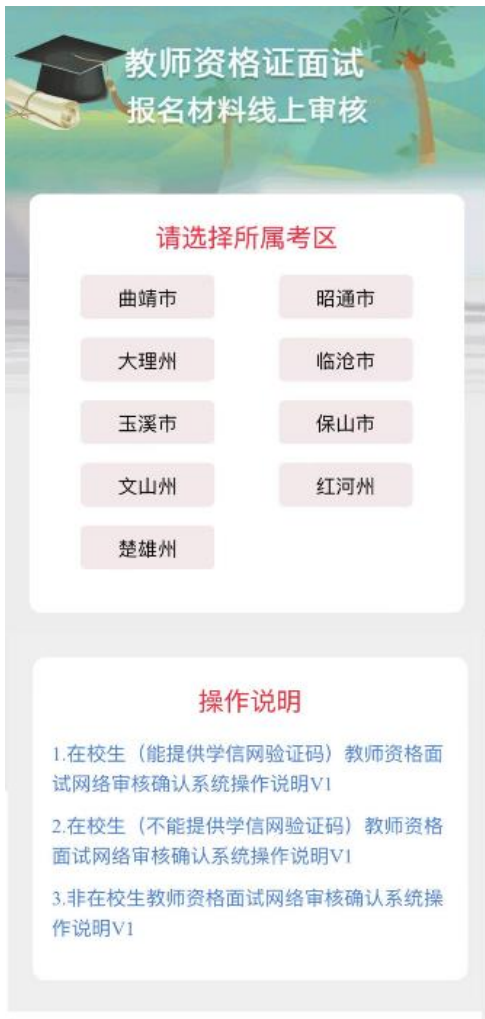 教师资格证面试
报名材料线上审核
请选择所属考区
曲靖市 昭通市
大理州 临沧市
玉溪市 保山市
文山州 红河州
楚雄州
操作说明
1.在校生（能提供学信网验证码）教师资格面
试网络审核确认系统操作说明V1
2.在校生（不能提供学信网验证码）教师资格
面试网络审核确认系统操作说明V1
3.非在校生教师资格面试网络审核确认系统操
作说明V1